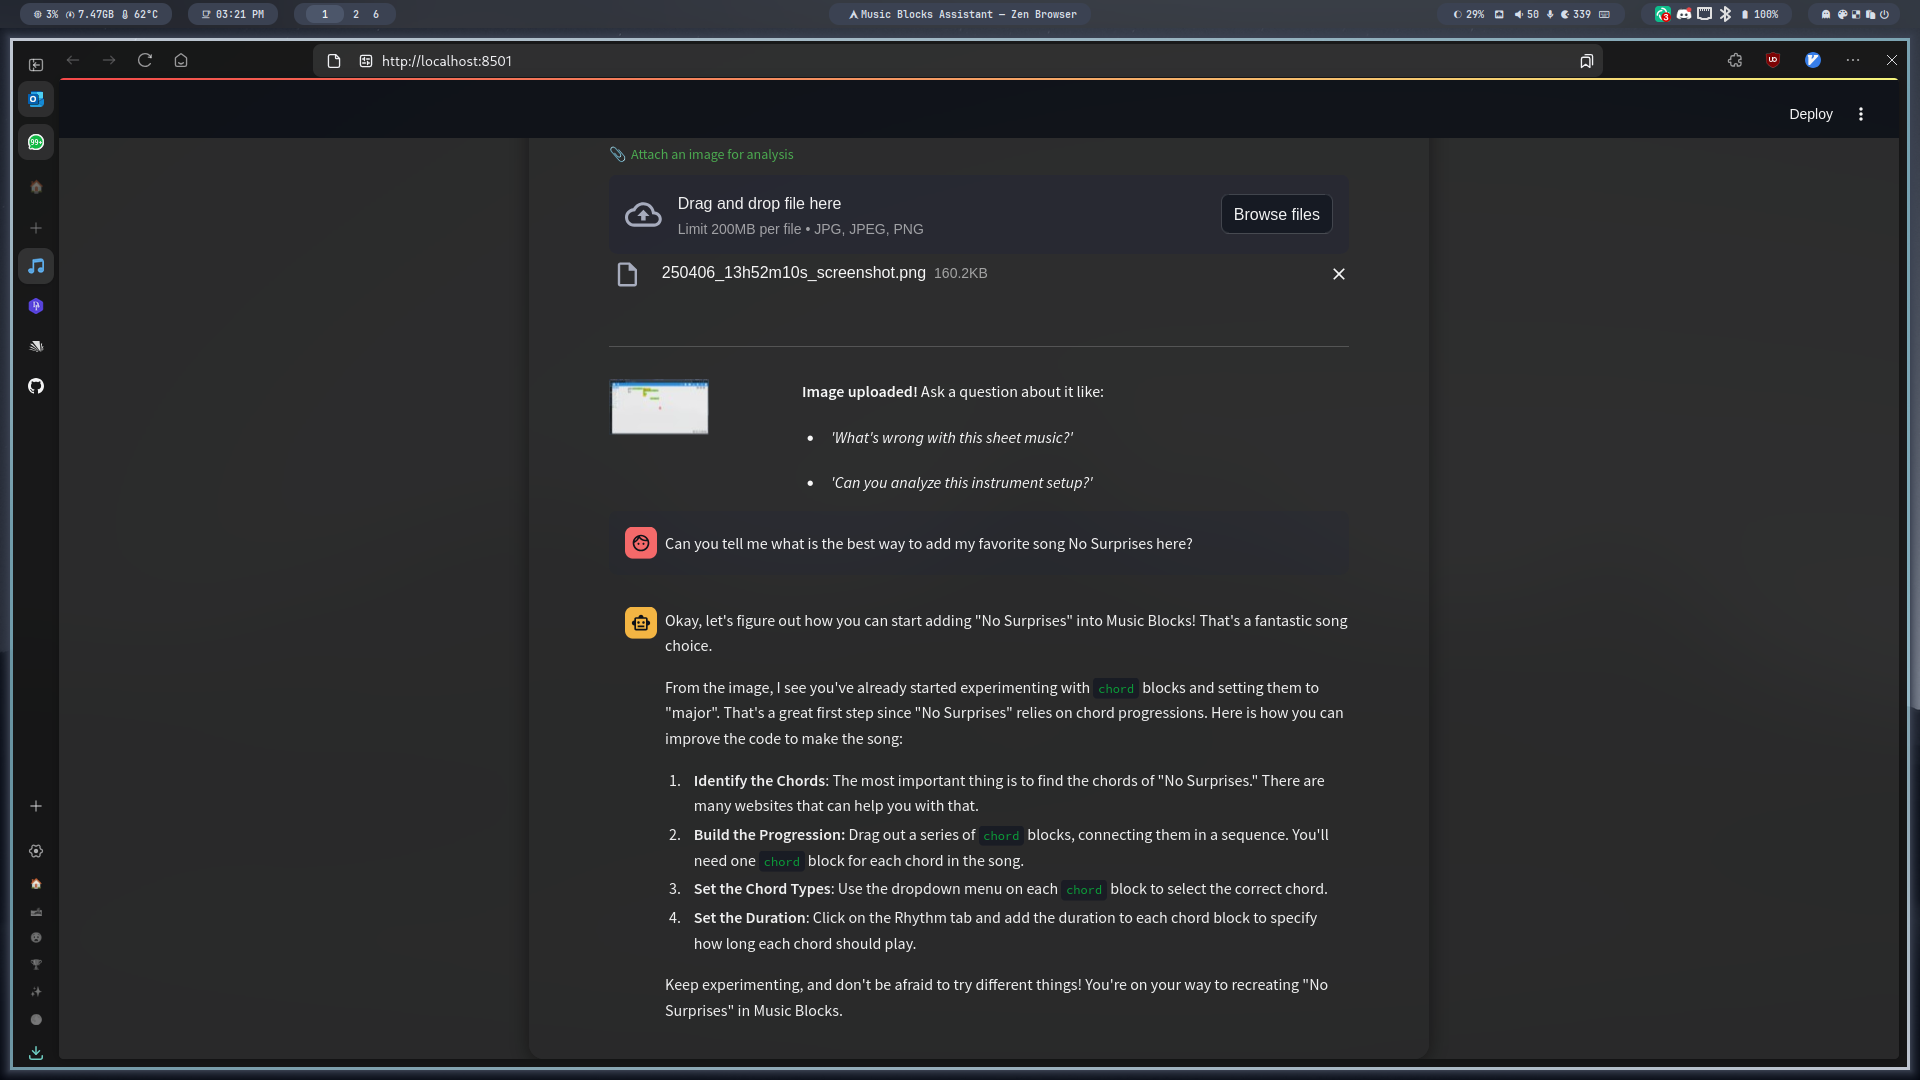 3% 7.47GB 62°C
03:21 PM
1 2 6
Music Blocks Assistant — Zen Browser
29% 50 339
3
100%
http://localhost:8501
UD
99+
Deploy
Attach an image for analysis
Drag and drop file here
Limit 200MB per file • JPG, JPEG, PNG
Browse files
250406_13h52m10s_screenshot.png 160.2KB
Image uploaded! Ask a question about it like:
• 'What's wrong with this sheet music?'
• 'Can you analyze this instrument setup?'
Can you tell me what is the best way to add my favorite song No Surprises here?
Okay, let's figure out how you can start adding "No Surprises" into Music Blocks! That's a fantastic song
choice.
From the image, I see you've already started experimenting with chord blocks and setting them to
"major". That's a great first step since "No Surprises" relies on chord progressions. Here is how you can
improve the code to make the song:
1. Identify the Chords: The most important thing is to find the chords of "No Surprises." There are
many websites that can help you with that.
2. Build the Progression: Drag out a series of chord blocks, connecting them in a sequence. You'll
need one chord block for each chord in the song.
3. Set the Chord Types: Use the dropdown menu on each chord block to select the correct chord.
4. Set the Duration: Click on the Rhythm tab and add the duration to each chord block to specify
how long each chord should play.
Keep experimenting, and don't be afraid to try different things! You're on your way to recreating "No
Surprises" in Music Blocks.